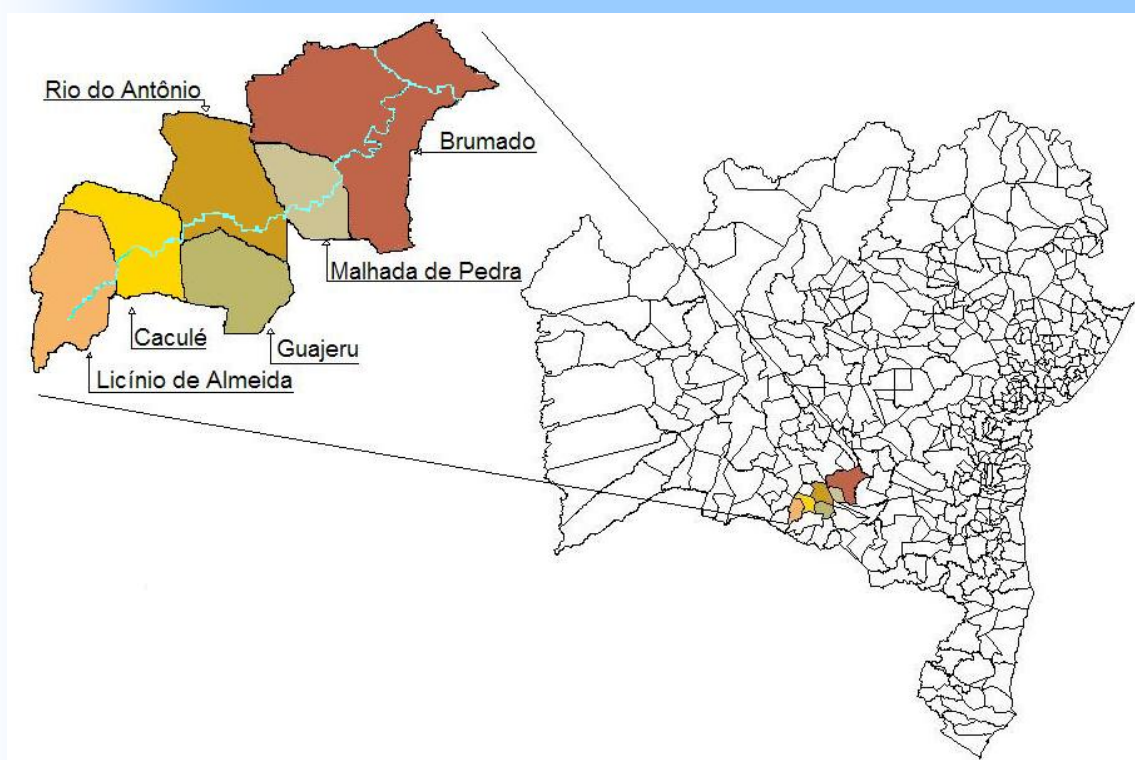 Rio do Antônio
Brumado
Malhada de Pedra
Caculé
Guajeru
Licínio de Almeida